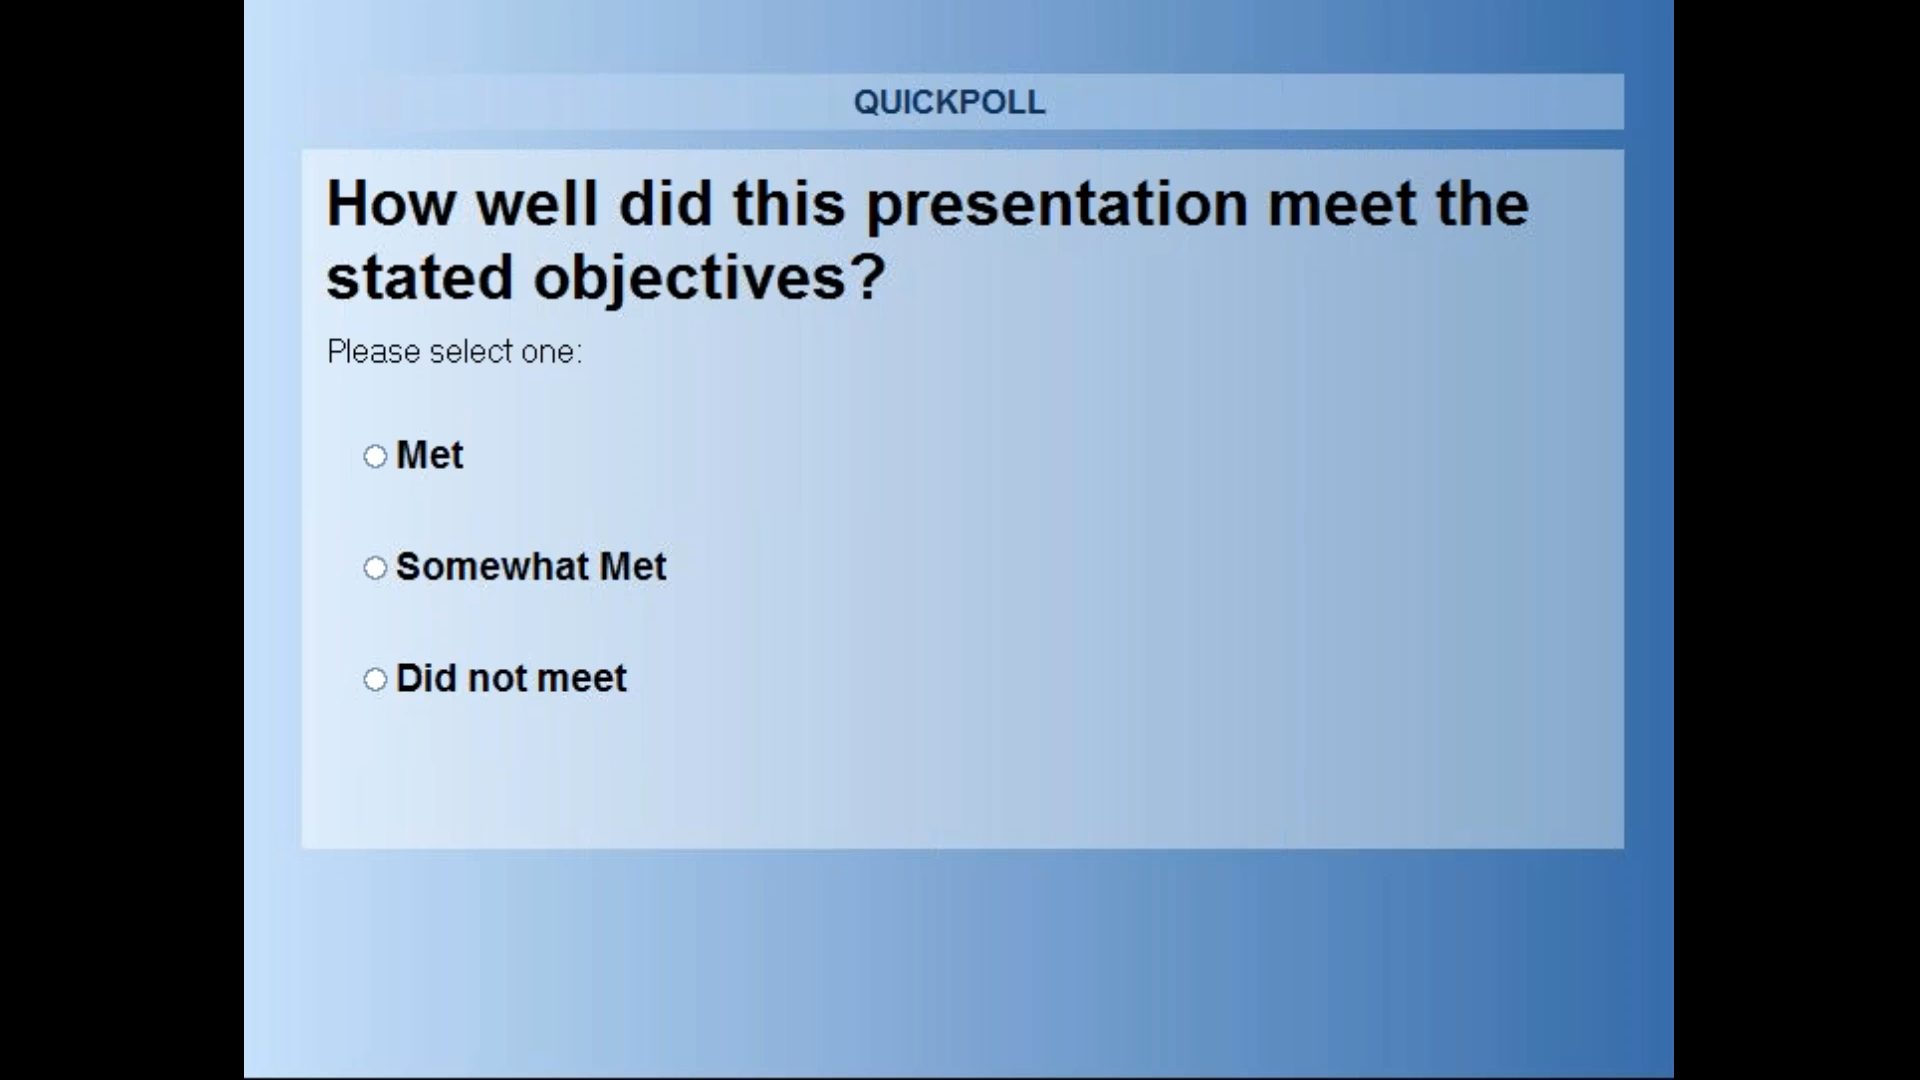 QUICKPOLL
How well did this presentation meet the
stated objectives?
Please select one:
Met
Somewhat Met
Did not meet